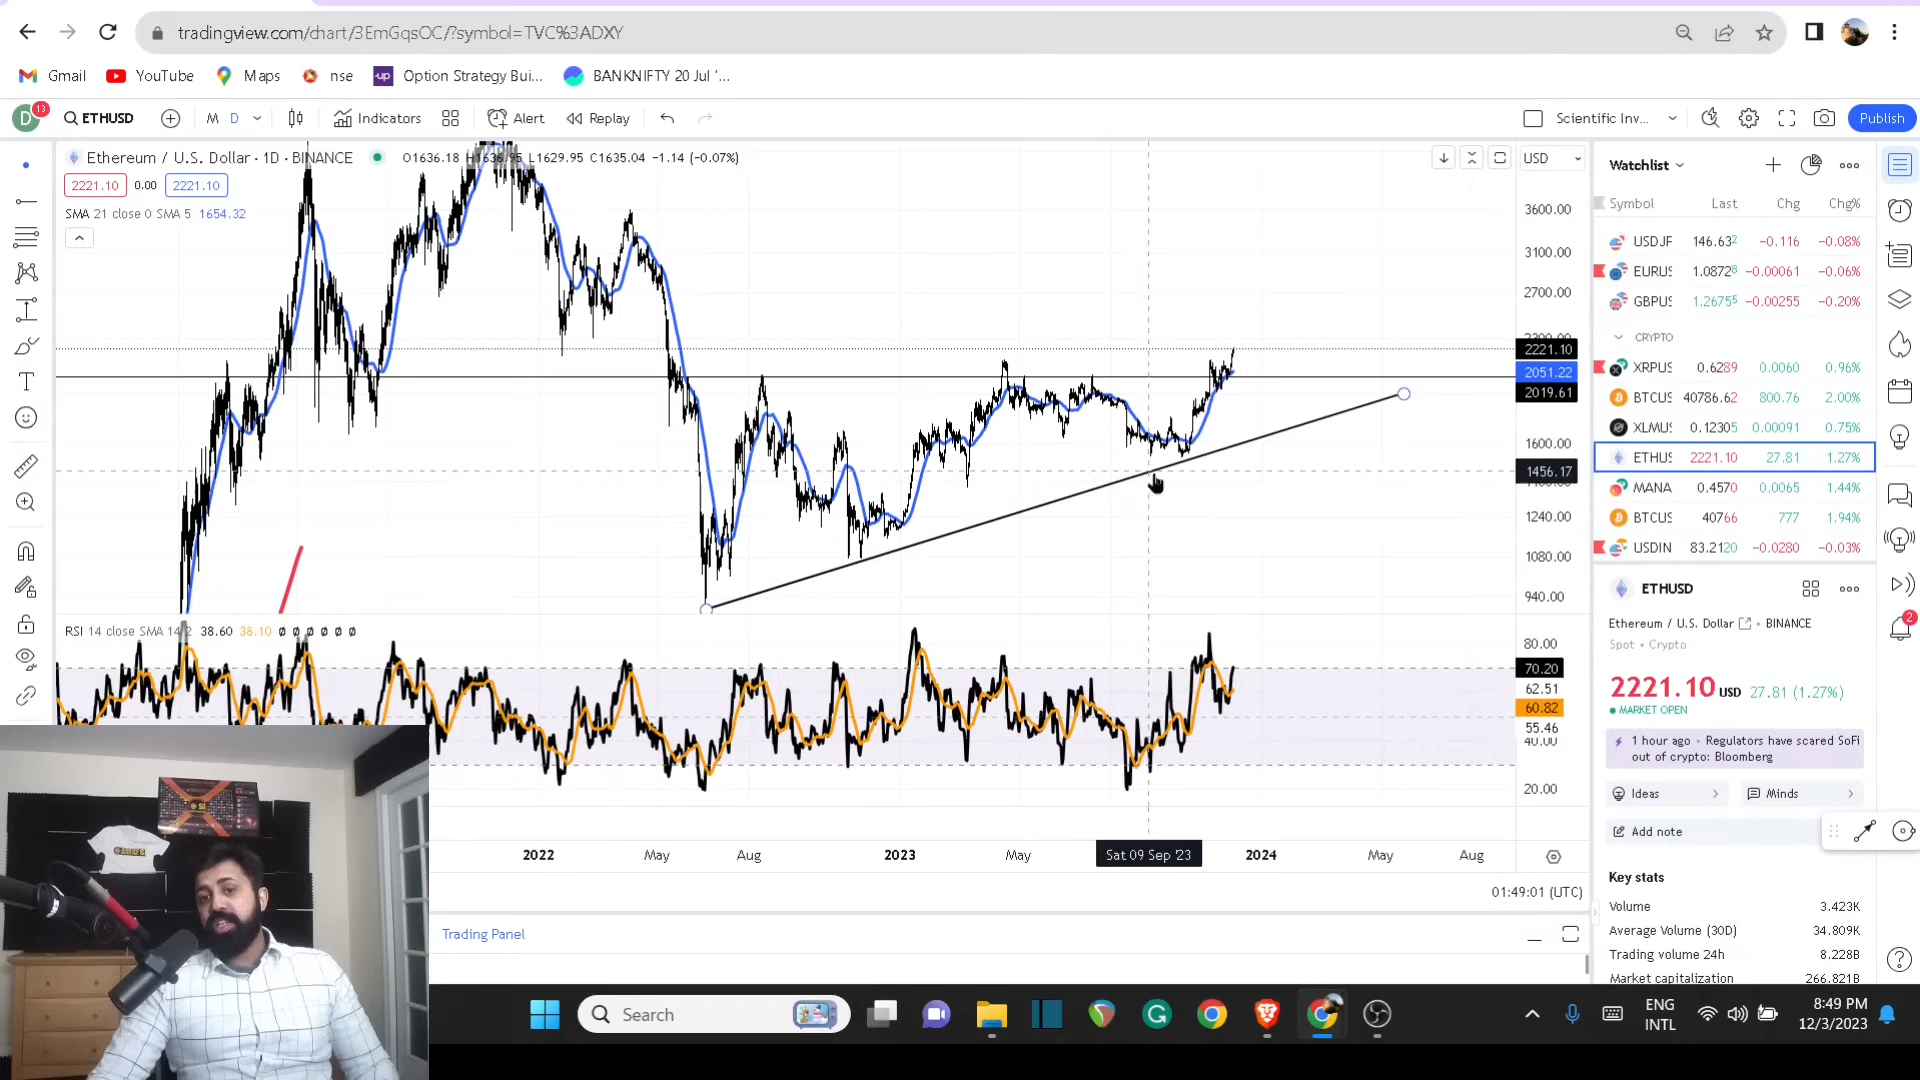 tradingview.com/chart/3EmGqsOC/?symbol=TVC%3ADXY
Gmail YouTube Maps nse up Option Strategy Bui... BANKNIFTY 20 Jul '...
D 13 ETHUSD M D Indicators Alert Replay Scientific Inv... Publish
Ethereum / U.S. Dollar · 1D · BINANCE O1636.18 H1636.95 L1629.95 C1635.04 −1.14 (−0.07%) USD
2221.10 0.00 2221.10
SMA 21 close 0 SMA 5 1654.32
3600.00
3100.00
2700.00
2221.10
2051.22
2019.61
1600.00
1456.17
1240.00
1080.00
940.00
RSI 14 close SMA 14 2 38.60 38.10 Ø Ø Ø Ø Ø Ø
80.00
70.20
62.51
60.82
55.46
40.00
20.00
2022 May Aug 2023 May Sat 09 Sep '23 2024 May Aug
01:49:01 (UTC)
Trading Panel
Watchlist
Symbol Last Chg Chg%
USDJF 146.632 −0.116 −0.08%
EURUS 1.08728 −0.00061 −0.06%
GBPUS 1.26755 −0.00255 −0.20%
CRYPTO
XRPUS 0.6289 0.0060 0.96%
BTCUS 40786.62 800.76 2.00%
XLMUS 0.12305 0.00091 0.75%
ETHUS 2221.10 27.81 1.27%
MANA 0.4570 0.0065 1.44%
BTCUS 40766 777 1.94%
USDIN 83.2120 −0.0280 −0.03%
ETHUSD
Ethereum / U.S. Dollar BINANCE
Spot • Crypto
2221.10 USD 27.81 (1.27%)
MARKET OPEN
1 hour ago • Regulators have scared SoFi
out of crypto: Bloomberg
Ideas Minds
Add note
Key stats
Volume 3.423K
Average Volume (30D) 34.809K
Trading volume 24h 8.228B
Market capitalization 266.821B
2
Search
ENG
INTL
8:49 PM
12/3/2023